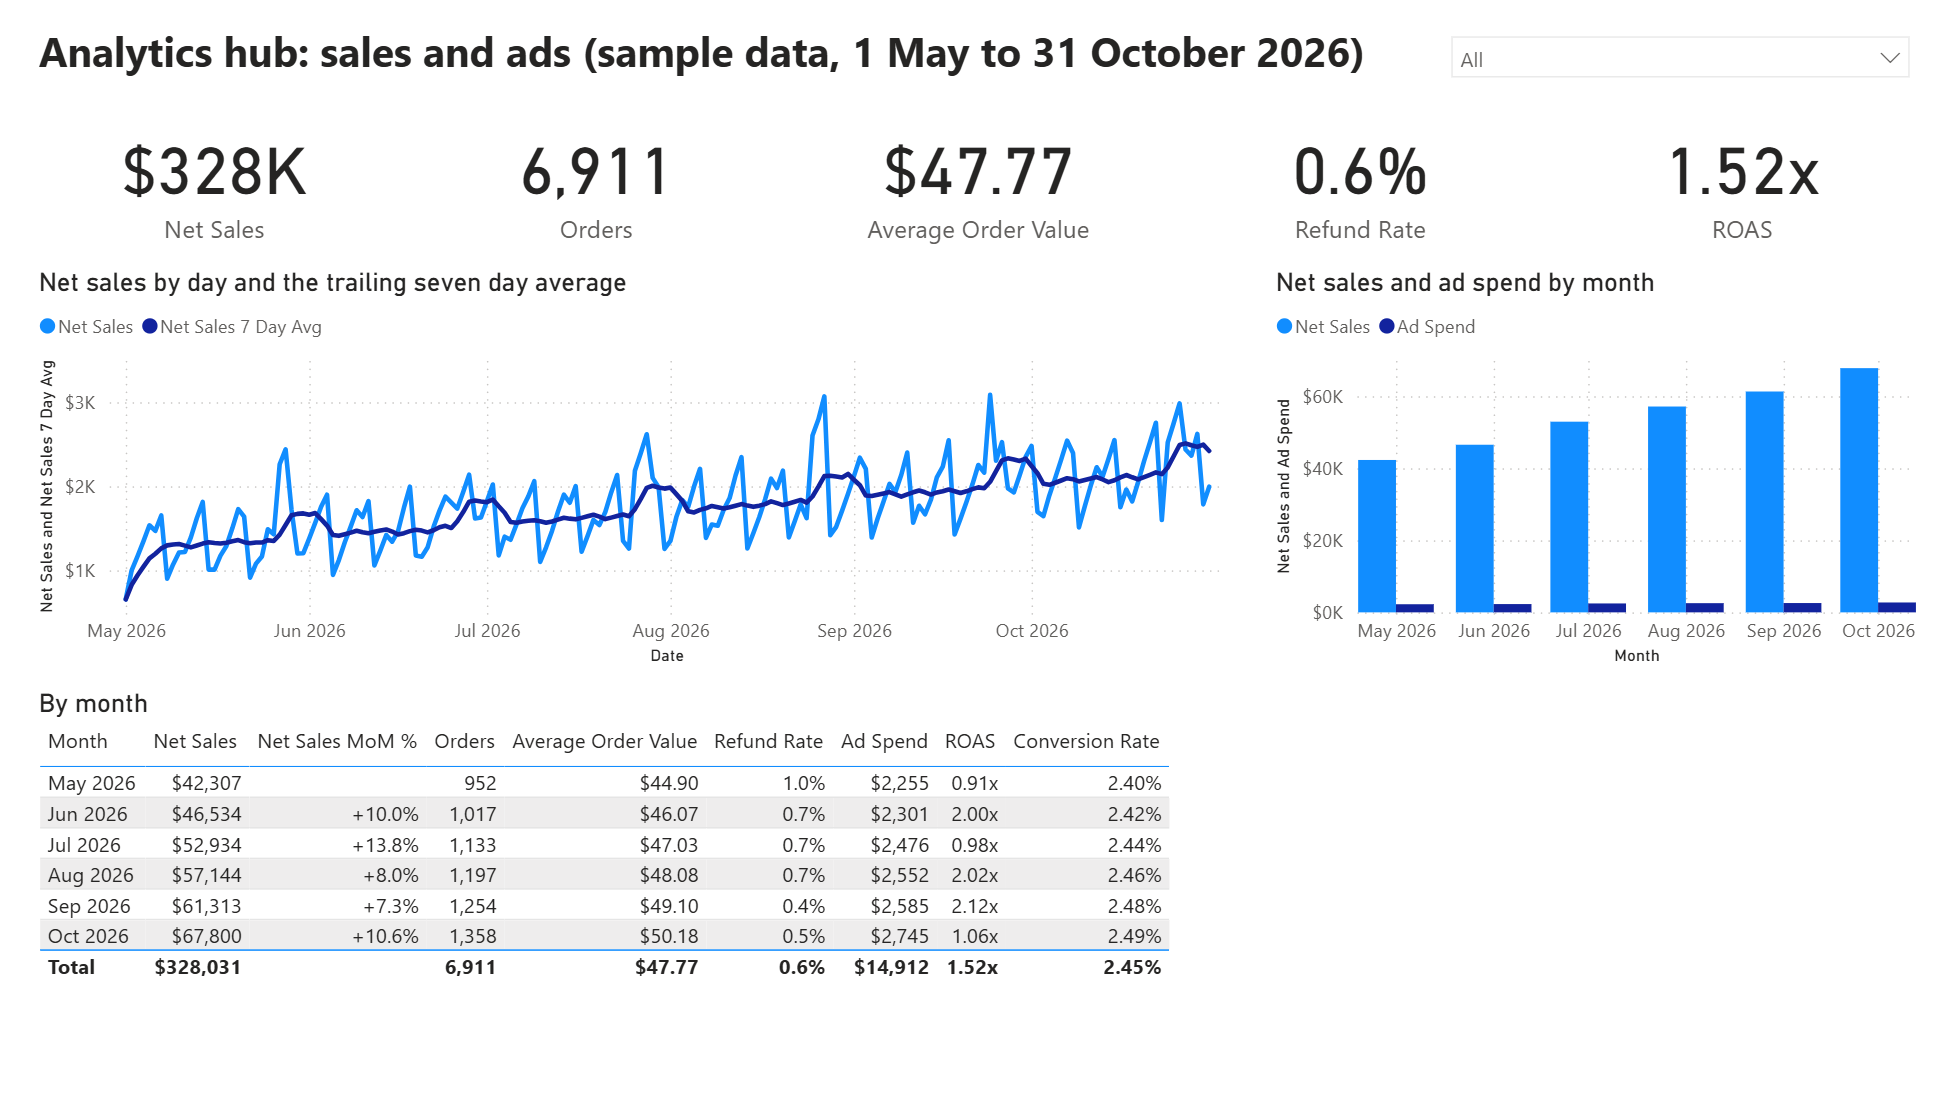 Analytics hub: sales and ads (sample data, 1 May to 31 October 2026)
All
$328K
Net Sales
6,911
Orders
$47.77
Average Order Value
0.6%
Refund Rate
1.52x
ROAS
Net sales by day and the trailing seven day average
Net Sales Net Sales 7 Day Avg
Net Sales and Net Sales 7 Day Avg
$3K
$2K
$1K
May 2026 Jun 2026 Jul 2026 Aug 2026 Sep 2026 Oct 2026
Date
Net sales and ad spend by month
Net Sales Ad Spend
Net Sales and Ad Spend
$60K
$40K
$20K
$0K
May 2026 Jun 2026 Jul 2026 Aug 2026 Sep 2026 Oct 2026
Month
By month
Month Net Sales Net Sales MoM % Orders Average Order Value Refund Rate Ad Spend ROAS Conversion Rate
May 2026 $42,307 952 $44.90 1.0% $2,255 0.91x 2.40%
Jun 2026 $46,534 +10.0% 1,017 $46.07 0.7% $2,301 2.00x 2.42%
Jul 2026 $52,934 +13.8% 1,133 $47.03 0.7% $2,476 0.98x 2.44%
Aug 2026 $57,144 +8.0% 1,197 $48.08 0.7% $2,552 2.02x 2.46%
Sep 2026 $61,313 +7.3% 1,254 $49.10 0.4% $2,585 2.12x 2.48%
Oct 2026 $67,800 +10.6% 1,358 $50.18 0.5% $2,745 1.06x 2.49%
Total $328,031 6,911 $47.77 0.6% $14,912 1.52x 2.45%